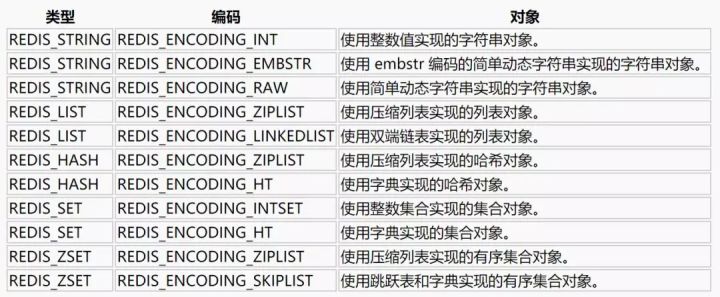 类型 编码 对象
REDIS_STRING REDIS_ENCODING_INT 使用整数值实现的字符串对象。
REDIS_STRING REDIS_ENCODING_EMBSTR 使用 embstr 编码的简单动态字符串实现的字符串对象。
REDIS_STRING REDIS_ENCODING_RAW 使用简单动态字符串实现的字符串对象。
REDIS_LIST REDIS_ENCODING_ZIPLIST 使用压缩列表实现的列表对象。
REDIS_LIST REDIS_ENCODING_LINKEDLIST 使用双端链表实现的列表对象。
REDIS_HASH REDIS_ENCODING_ZIPLIST 使用压缩列表实现的哈希对象。
REDIS_HASH REDIS_ENCODING_HT 使用字典实现的哈希对象。
REDIS_SET REDIS_ENCODING_INTSET 使用整数集合实现的集合对象。
REDIS_SET REDIS_ENCODING_HT 使用字典实现的集合对象。
REDIS_ZSET REDIS_ENCODING_ZIPLIST 使用压缩列表实现的有序集合对象。
REDIS_ZSET REDIS_ENCODING_SKIPLIST 使用跳跃表和字典实现的有序集合对象。